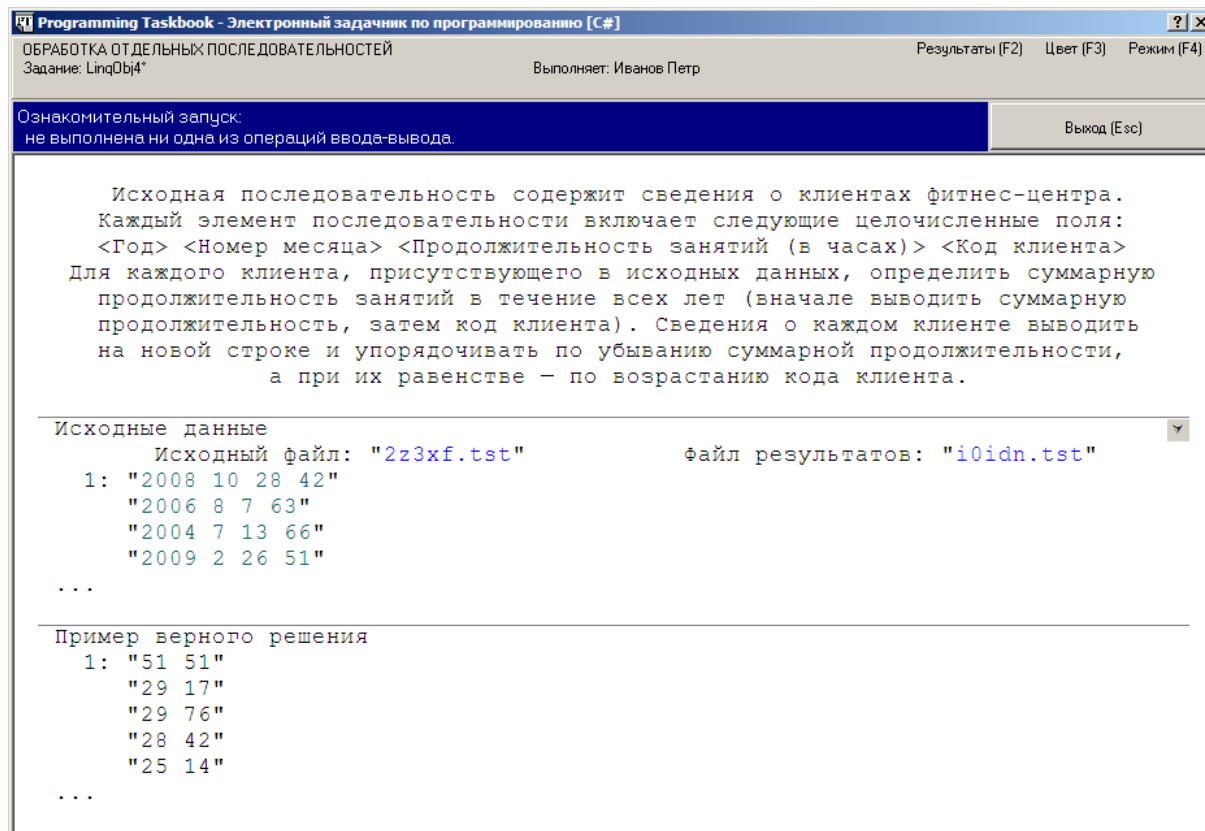 Programming Taskbook - Электронный задачник по программированию [C#]
ОБРАБОТКА ОТДЕЛЬНЫХ ПОСЛЕДОВАТЕЛЬНОСТЕЙ
Результаты (F2) Цвет (F3) Режим (F4)
Задание: LinqObj4* Выполняет: Иванов Петр
Ознакомительный запуск:
не выполнена ни одна из операций ввода-вывода.
Выход (Esc)
Исходная последовательность содержит сведения о клиентах фитнес-центра.
Каждый элемент последовательности включает следующие целочисленные поля:
<Год> <Номер месяца> <Продолжительность занятий (в часах)> <Код клиента>
Для каждого клиента, присутствующего в исходных данных, определить суммарную
продолжительность занятий в течение всех лет (вначале выводить суммарную
продолжительность, затем код клиента). Сведения о каждом клиенте выводить
на новой строке и упорядочивать по убыванию суммарной продолжительности,
а при их равенстве — по возрастанию кода клиента.
Исходные данные
Исходный файл: "2z3xf.tst" Файл результатов: "i0idn.tst"
1: "2008 10 28 42"
"2006 8 7 63"
"2004 7 13 66"
"2009 2 26 51"
...
Пример верного решения
1: "51 51"
"29 17"
"29 76"
"28 42"
"25 14"
...